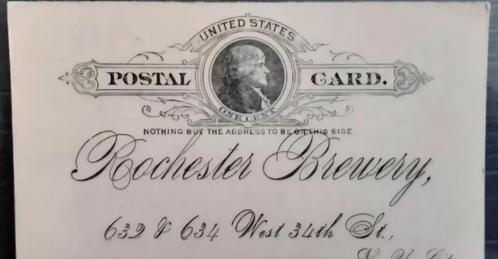 UNITED STATES
POSTAL CARD.
ONE CENT
NOTHING BUT THE ADDRESS TO BE ON THIS SIDE.
Rochester Brewery,
632 & 634 West 34th St.,
N. Y. City